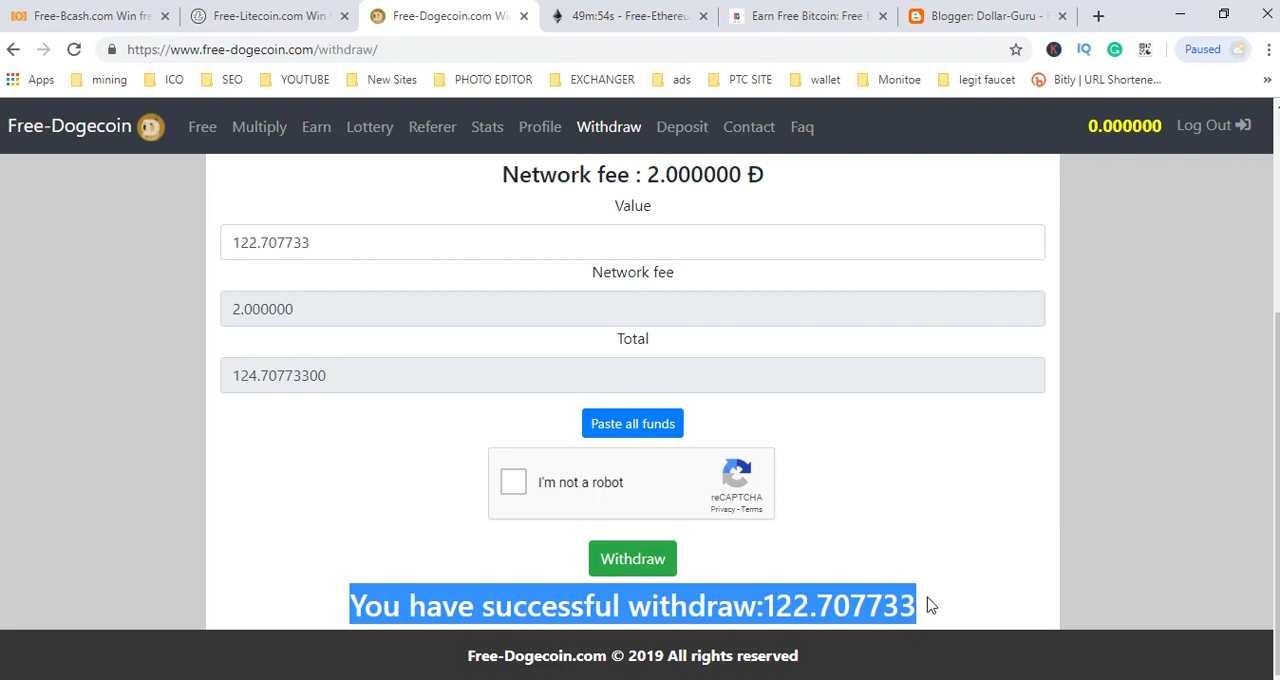 Free-Bcash.com Win fre
Free-Litecoin.com Win
Free-Dogecoin.com Wi
49m:54s - Free-Ethereu
Earn Free Bitcoin: Free
Blogger: Dollar-Guru - E
https://www.free-dogecoin.com/withdraw/
K
IQ
G
Paused
Apps
mining
ICO
SEO
YOUTUBE
New Sites
PHOTO EDITOR
EXCHANGER
ads
PTC SITE
wallet
Monitoe
legit faucet
Bitly | URL Shortene...
»
Free-Dogecoin
Free
Multiply
Earn
Lottery
Referer
Stats
Profile
Withdraw
Deposit
Contact
Faq
0.000000
Log Out
Network fee : 2.000000 Đ
Value
122.707733
Network fee
2.000000
Total
124.70773300
Paste all funds
I'm not a robot
reCAPTCHA
Privacy - Terms
Withdraw
You have successful withdraw:122.707733
Free-Dogecoin.com © 2019 All rights reserved